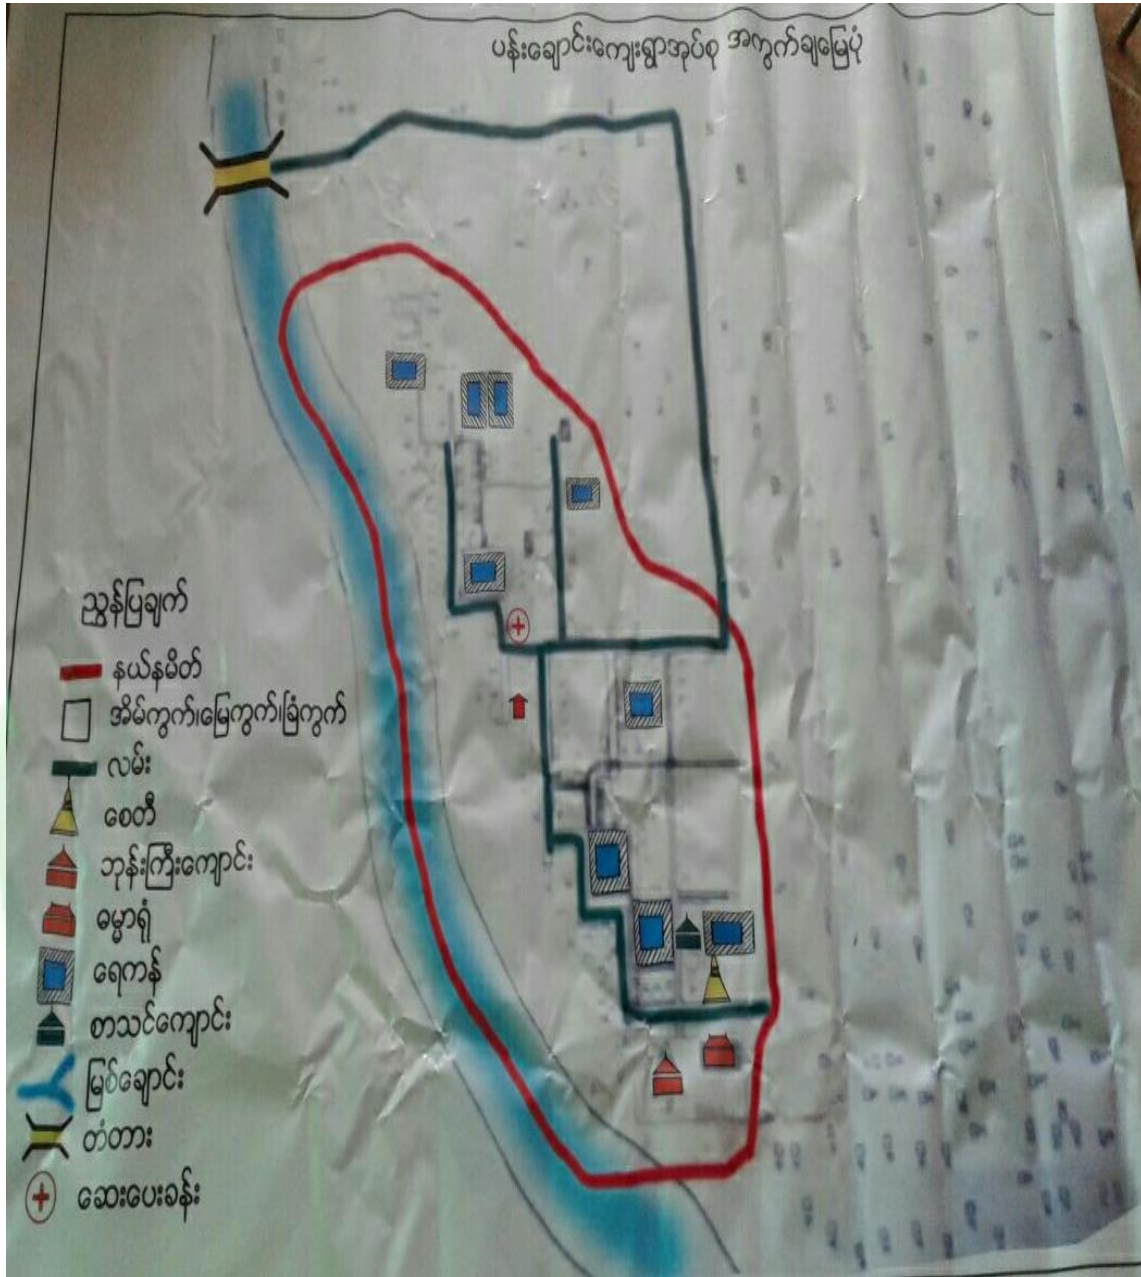 ပန်းချောင်းကျေးရွာအုပ်စု အကွက်ချမြေပုံ
ညွှန်ပြချက်
နယ်နမိတ်
အိမ်ကွက်၊မြေကွက်၊ခြံကွက်
လမ်း
စေတီ
ဘုန်းကြီးကျောင်း
ဓမ္မာရုံ
ရေကန်
စာသင်ကျောင်း
မြစ်ချောင်း
တံတား
ဆေးပေးခန်း